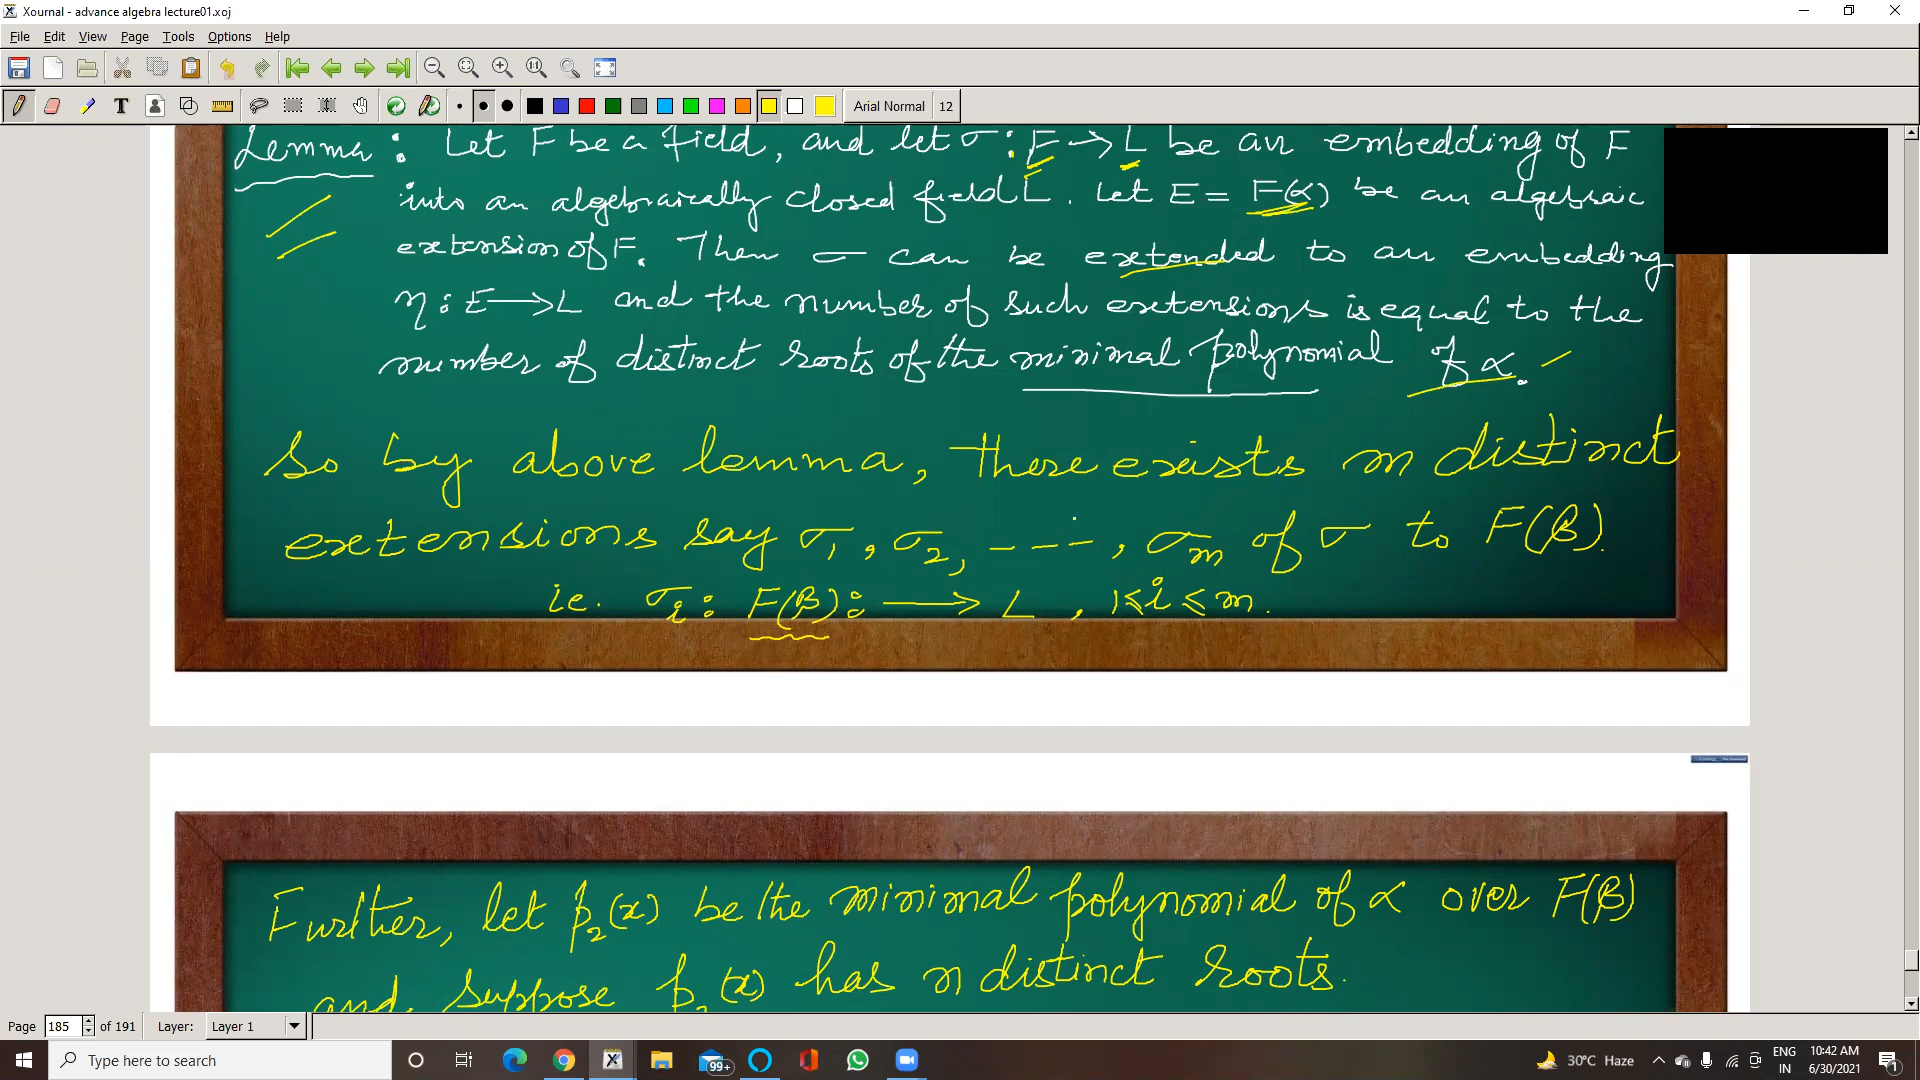 Xournal - advance algebra lecture01.xoj
File Edit View Page Tools Options Help
Arial Normal 12
Lemma : Let F be a field, and let σ : F → L be an embedding of F
into an algebraically closed field L. Let E = F(α) be an algebraic
extension of F. Then σ can be extended to an embedding
η : E → L and the number of such extensions is equal to the
number of distinct roots of the minimal polynomial of α.
So by above lemma, there exists m distinct
extensions say σ₁, σ₂, ----, σₘ of σ to F(β).
ie. σᵢ : F(β) : → L , 1≤i≤m.
Further, let p₂(x) be the minimal polynomial of α over F(β)
and suppose p₂(x) has n distinct roots.
Page 185 of 191 Layer: Layer 1
Type here to search
99+
30°C Haze
ENG
IN
10:42 AM
6/30/2021
1